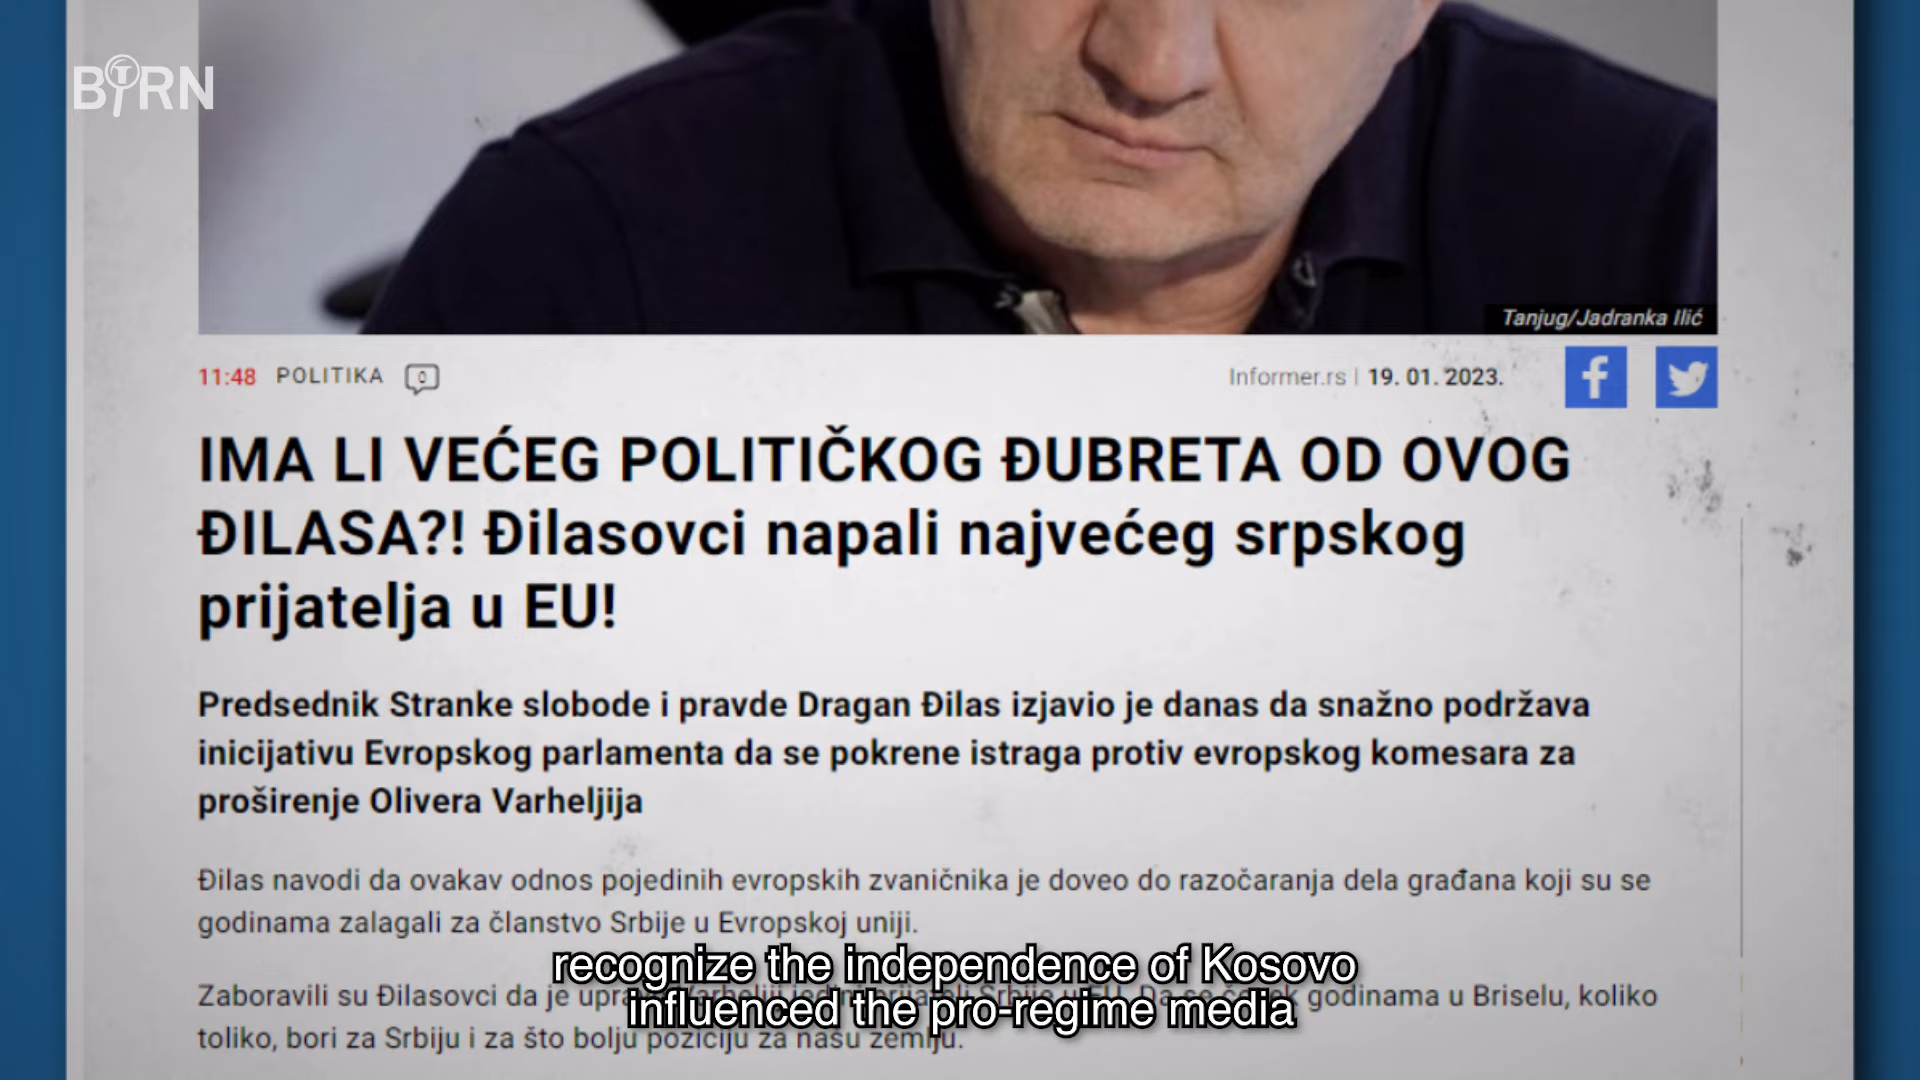 BIRN
Tanjug/Jadranka Ilić
11:48 POLITIKA 0 Informer.rs | 19. 01. 2023.
IMA LI VEĆEG POLITIČKOG ĐUBRETA OD OVOG
ĐILASA?! Đilasovci napali najvećeg srpskog
prijatelja u EU!
Predsednik Stranke slobode i pravde Dragan Đilas izjavio je danas da snažno podržava
inicijativu Evropskog parlamenta da se pokrene istraga protiv evropskog komesara za
proširenje Olivera Varheljija
Đilas navodi da ovakav odnos pojedinih evropskih zvaničnika je doveo do razočaranja dela građana koji su se
godinama zalagali za članstvo Srbije u Evropskoj uniji.
Zaboravili su Đilasovci da je godinama u Briselu, koliko
toliko, bori za Srbiju i za što bolju poziciju za našu zemlju.
recognize the independence of Kosovo
influenced the pro-regime media